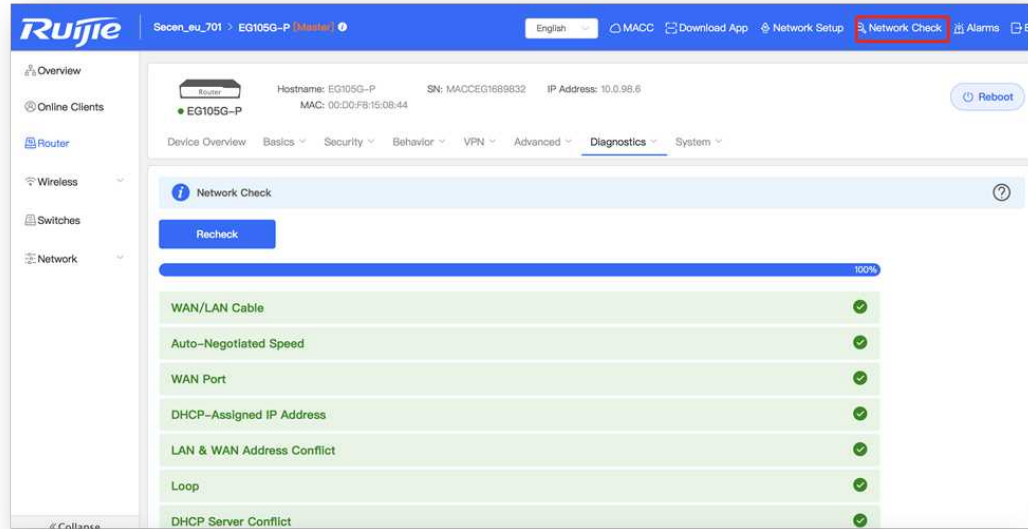 Ruijie
Secen_eu_701 > EG105G-P [Master]
English
MACC
Download App
Network Setup
Network Check
Alarms
Overview
Online Clients
Router
Wireless
Switches
Network
Collapse
Router
EG105G-P
Hostname: EG105G-P
SN: MACCEG1689832
IP Address: 10.0.98.6
MAC: 00:D0:FB:15:08:44
Reboot
Device Overview
Basics
Security
Behavior
VPN
Advanced
Diagnostics
System
Network Check
Recheck
100%
WAN/LAN Cable
Auto-Negotiated Speed
WAN Port
DHCP-Assigned IP Address
LAN & WAN Address Conflict
Loop
DHCP Server Conflict